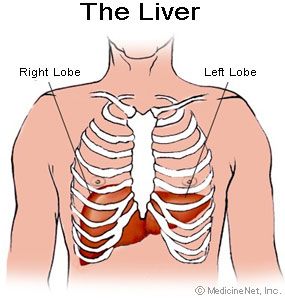 The Liver
Right Lobe
Left Lobe
© MedicineNet, Inc.